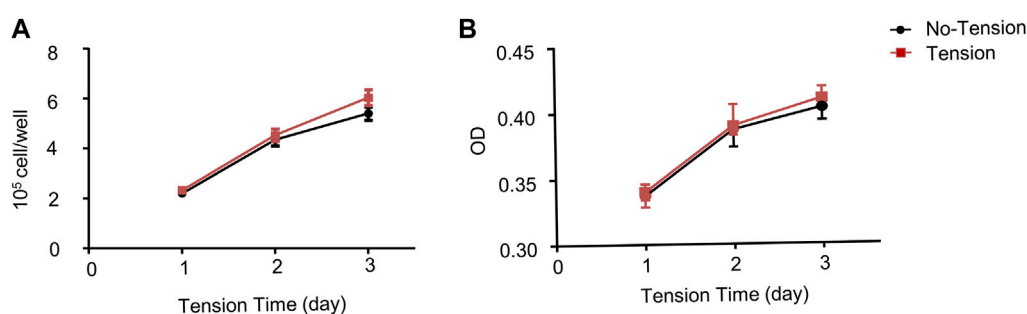 A
8
6
4
2
0
10⁵ cell/well
0
1
2
3
Tension Time (day)
B
0.45
0.40
0.35
0.30
OD
0
1
2
3
Tension Time (day)
No-Tension
Tension